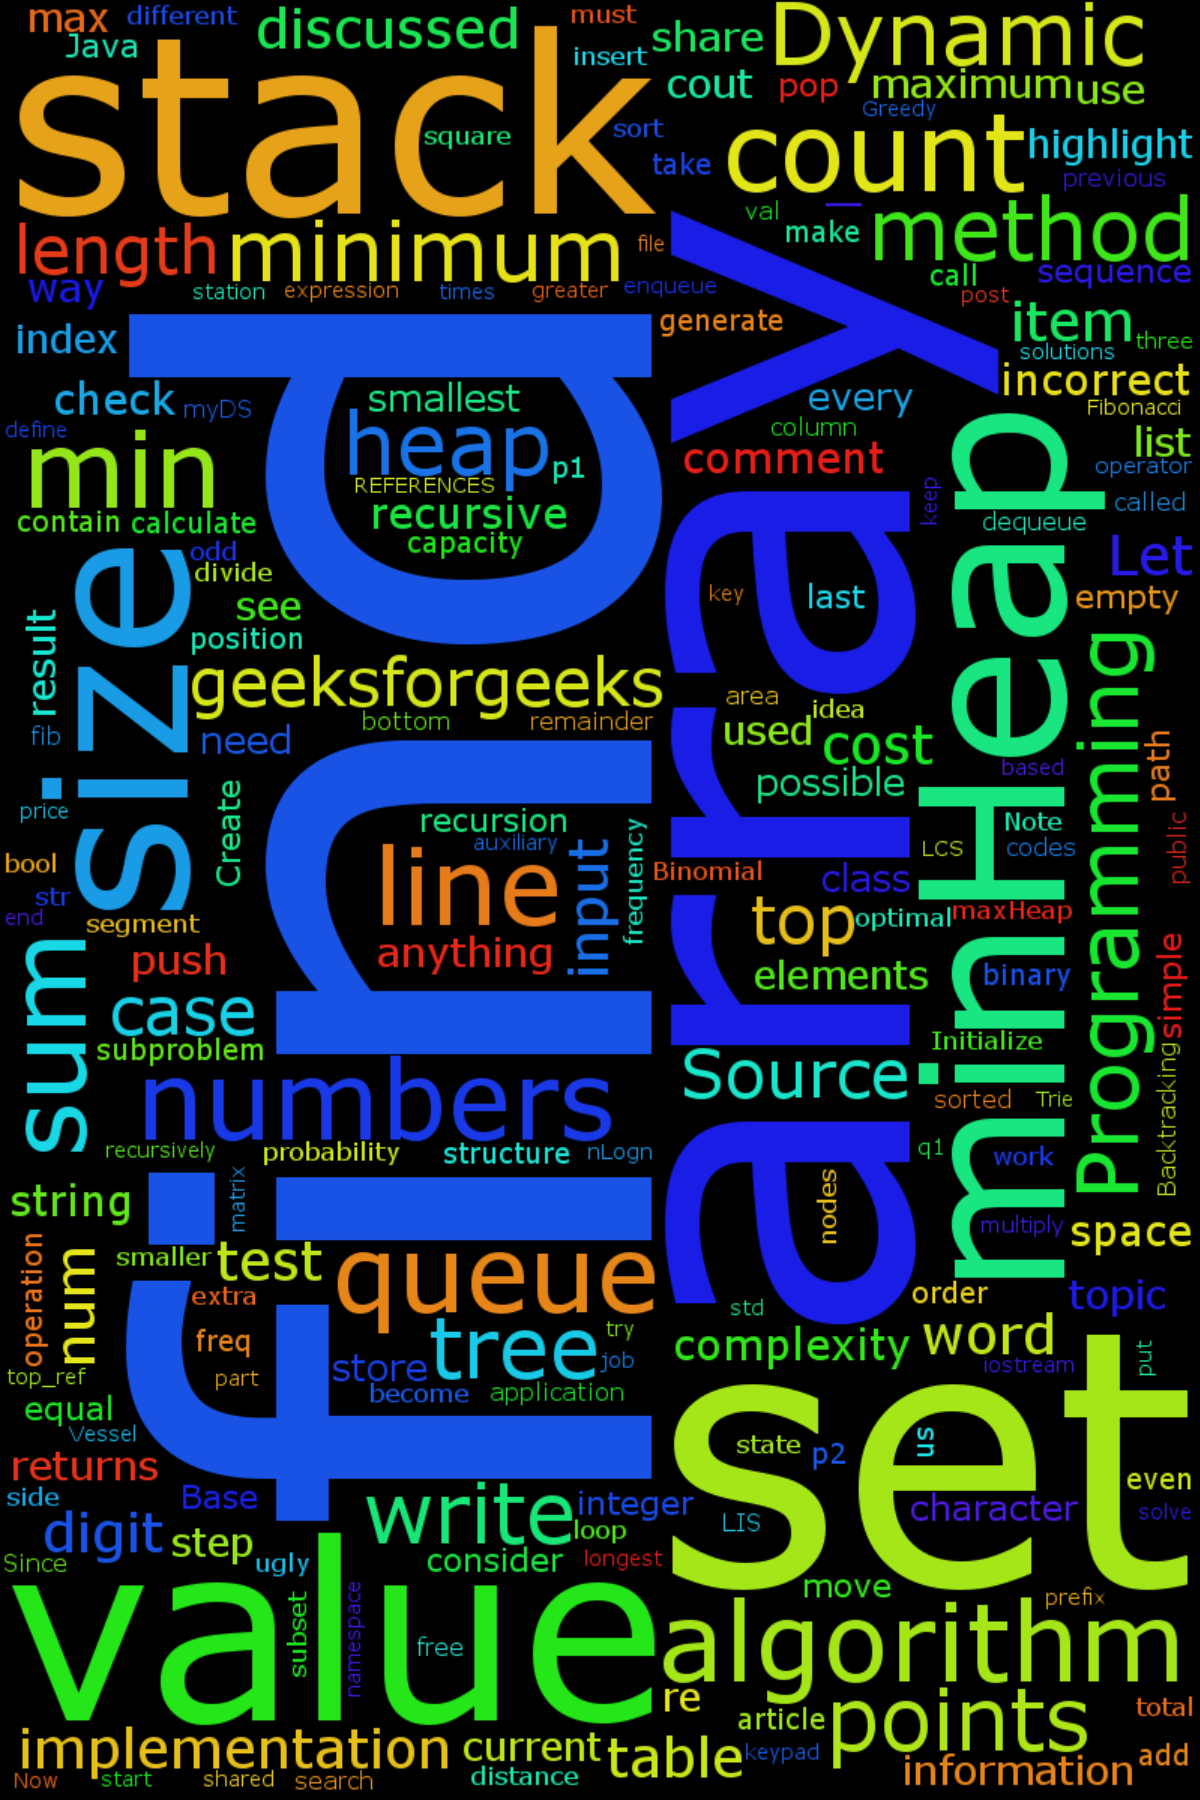 max
different
discussed
must
Java
insert
share
Dynamic
stack
cout
pop
maximum
use
Greedy
square
sort
take
count
highlight
previous
length
minimum
file
val
make
method
way
station
expression
times
greater
enqueue
call
sequence
post
index
generate
item
three
solutions
find
array
check
myDS
smallest
every
incorrect
Fibonacci
define
heap
p1
column
list
min
REFERENCES
comment
operator
contain
calculate
recursive
keep
called
capacity
dequeue
size
odd
divide
see
key
last
minHeap
Let
empty
result
position
geeksforgeeks
area
idea
Programming
fib
bottom
remainder
used
cost
need
possible
based
path
price
Create
recursion
auxiliary
Note
codes
public
bool
line
input
frequency
Binomial
class
LCS
str
end
segment
top
optimal
maxHeap
sum
push
anything
elements
binary
simple
case
subproblem
Initialize
numbers
Source
sorted
Trie
Backtracking
recursively
probability
structure
nLogn
q1
work
string
matrix
nodes
multiply
space
operation
num
smaller
test
queue
extra
std
order
topic
freq
tree
try
complexity
word
top_ref
part
store
job
iostream
put
equal
become
application
Vessel
set
returns
state
p2
sn
side
Base
write
integer
character
even
digit
step
loop
LIS
solve
Since
ugly
consider
longest
value
subset
namespace
free
move
prefix
algorithm
re
article
points
total
implementation
current
table
keypad
information
add
Now
start
shared
search
distance